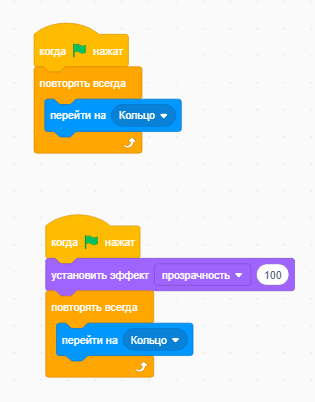 когда нажат
повторять всегда
перейти на Кольцо
когда нажат
установить эффект прозрачность 100
повторять всегда
перейти на Кольцо